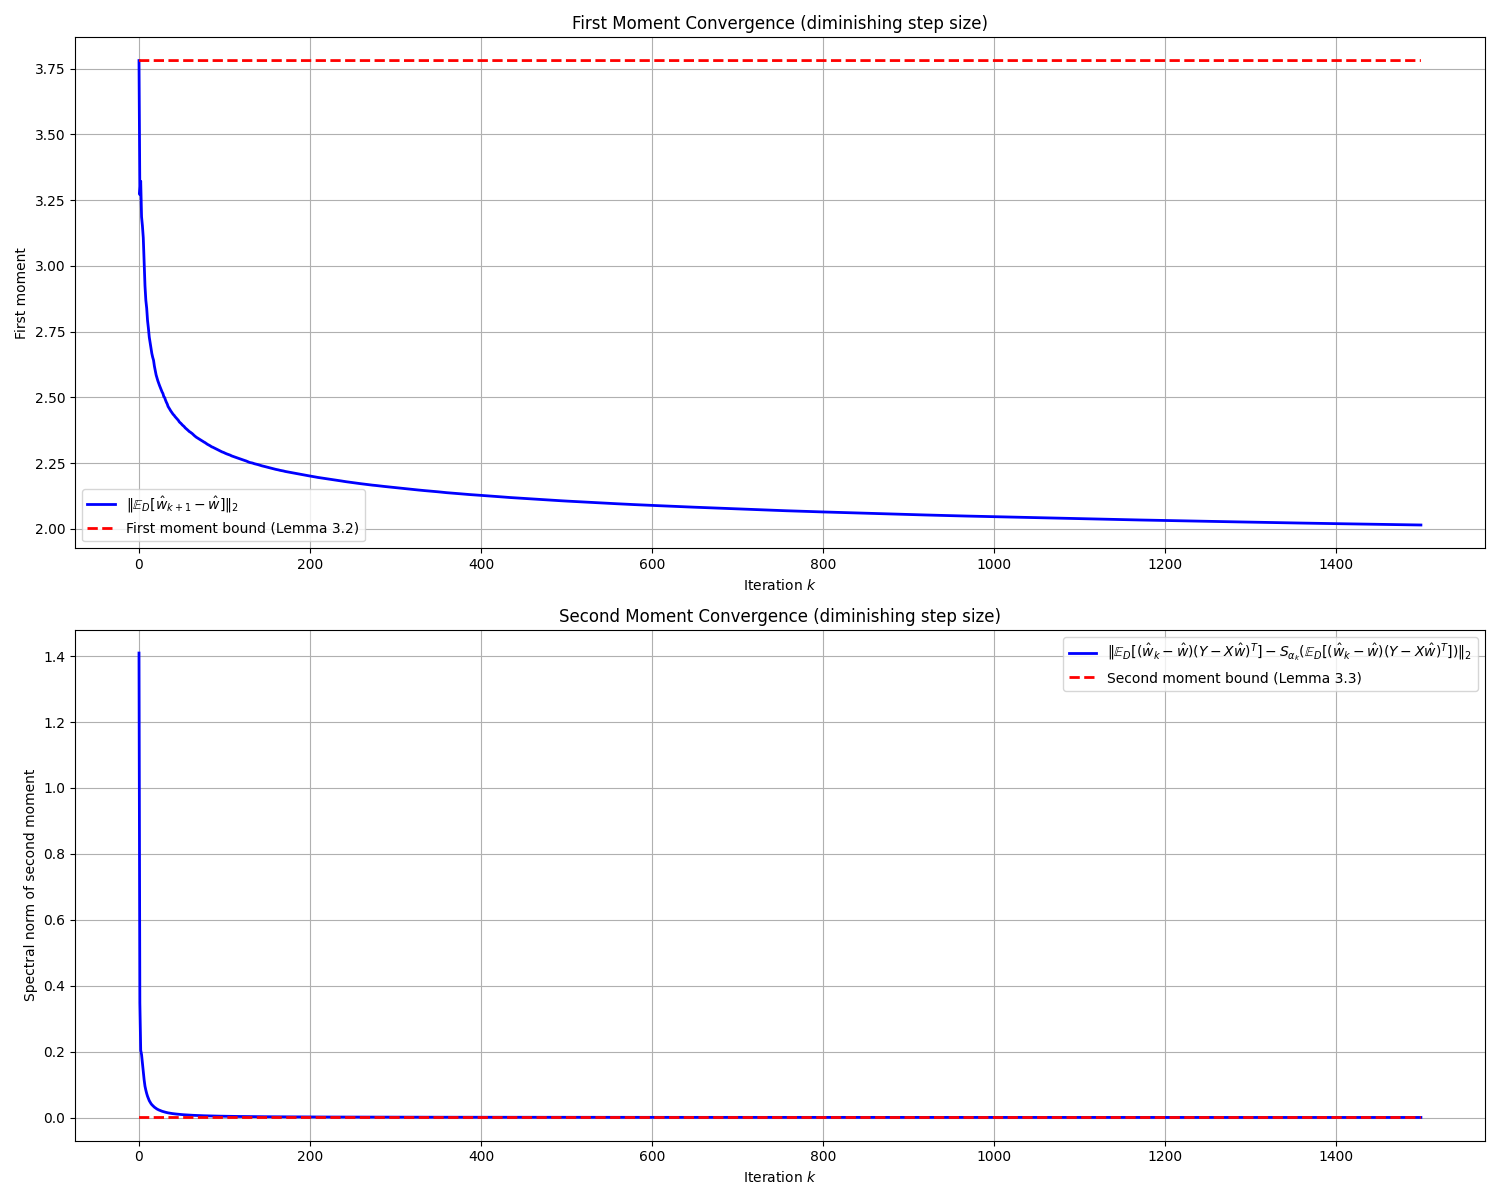 First Moment Convergence (diminishing step size)
First moment
3.75
3.50
3.25
3.00
2.75
2.50
2.25
2.00
‖𝔼_D[ŵ_{k+1} − ŵ]‖₂
First moment bound (Lemma 3.2)
0 200 400 600 800 1000 1200 1400
Iteration k
Second Moment Convergence (diminishing step size)
Spectral norm of second moment
1.4
1.2
1.0
0.8
0.6
0.4
0.2
0.0
‖𝔼_D[(ŵ_k − ŵ)(Y − Xŵ)^T] − S_{α_k}(𝔼_D[(ŵ_k − ŵ)(Y − Xŵ)^T])‖₂
Second moment bound (Lemma 3.3)
0 200 400 600 800 1000 1200 1400
Iteration k